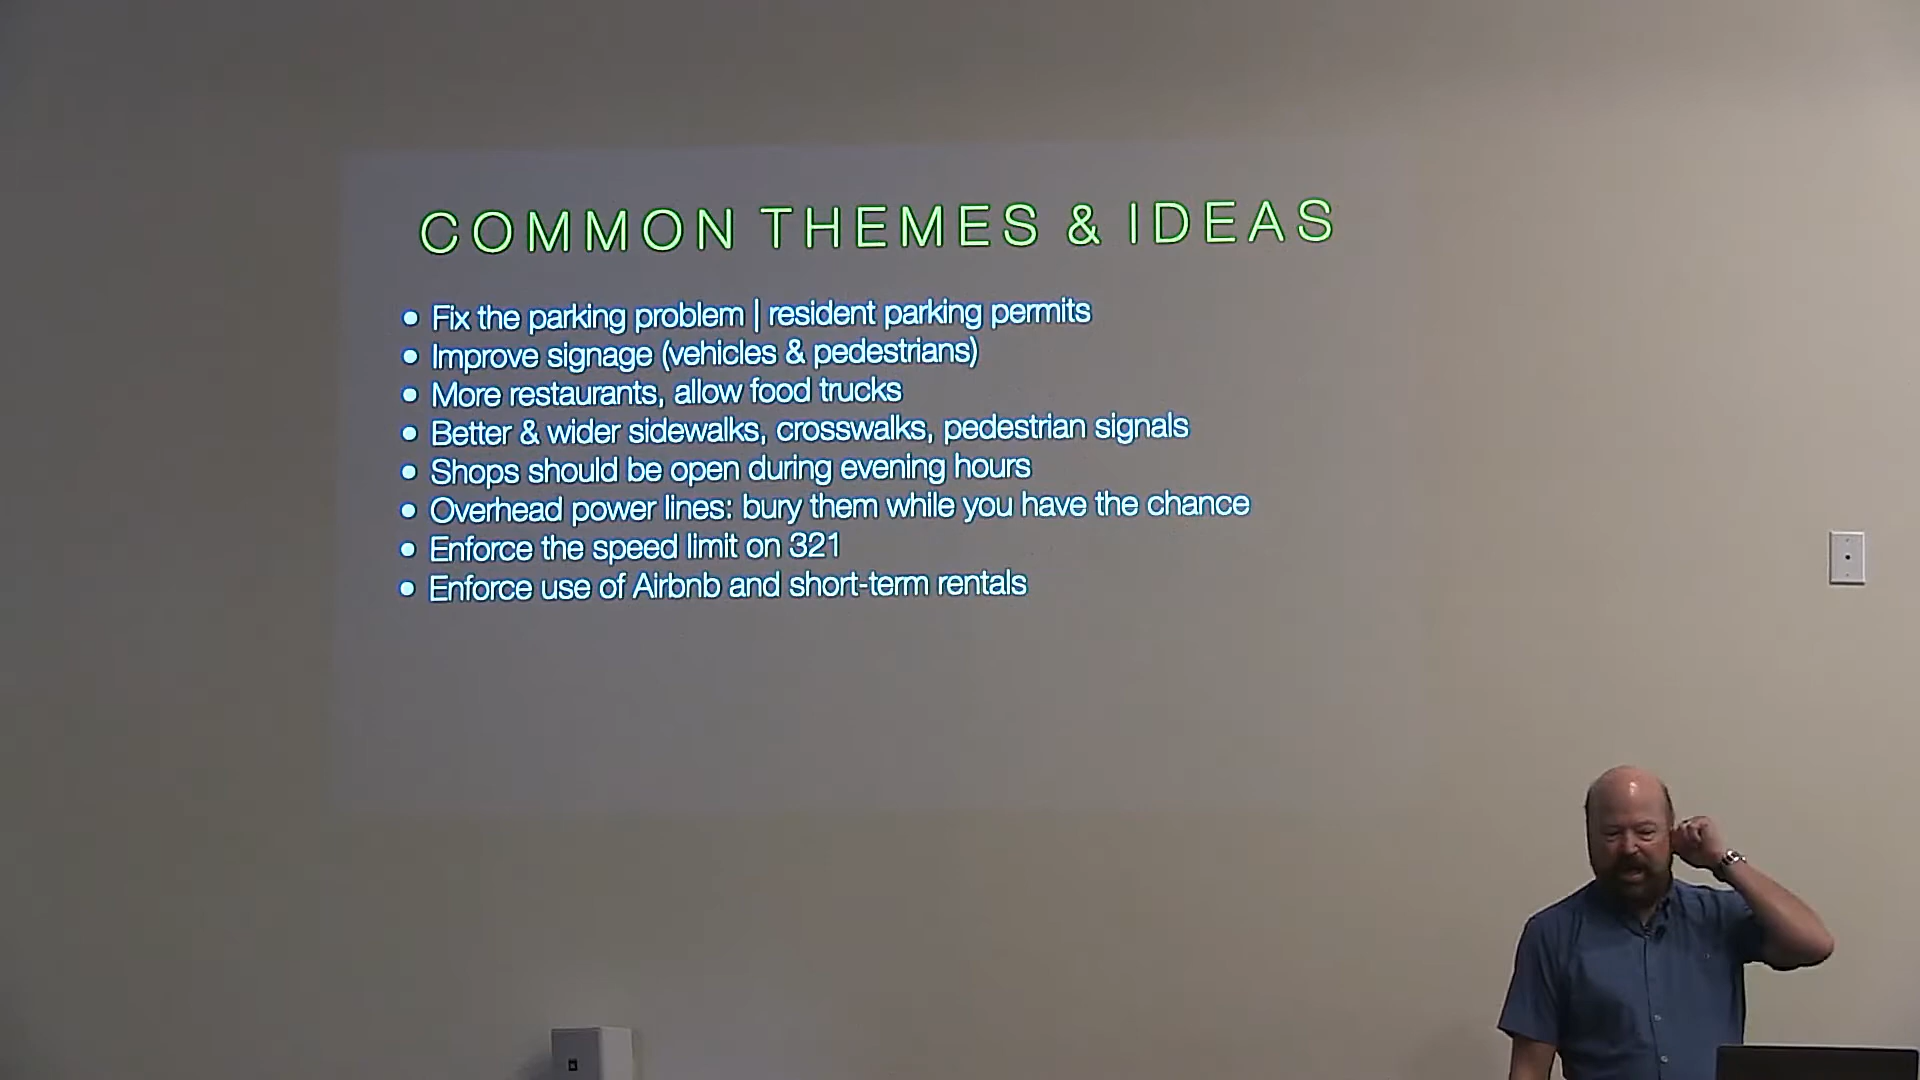 COMMON THEMES & IDEAS
• Fix the parking problem | resident parking permits
• Improve signage (vehicles & pedestrians)
• More restaurants, allow food trucks
• Better & wider sidewalks, crosswalks, pedestrian signals
• Shops should be open during evening hours
• Overhead power lines: bury them while you have the chance
• Enforce the speed limit on 321
• Enforce use of Airbnb and short-term rentals